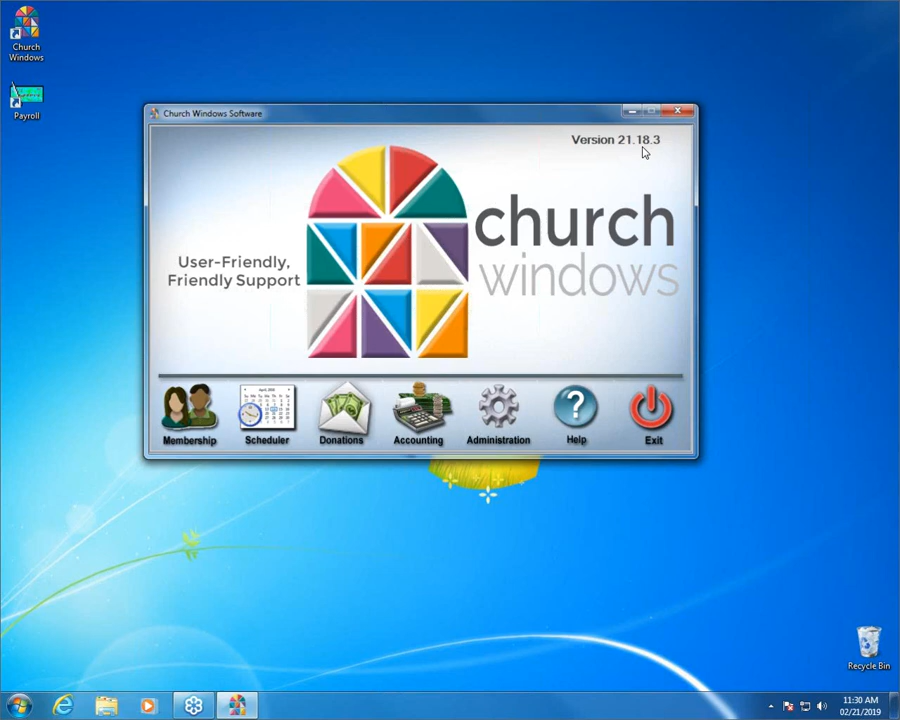 Church
Windows
Payroll
Church Windows Software
Version 21.18.3
church
windows
User-Friendly,
Friendly Support
Membership
Scheduler
Donations
Accounting
Administration
Help
Exit
Recycle Bin
11:30 AM
02/21/2019